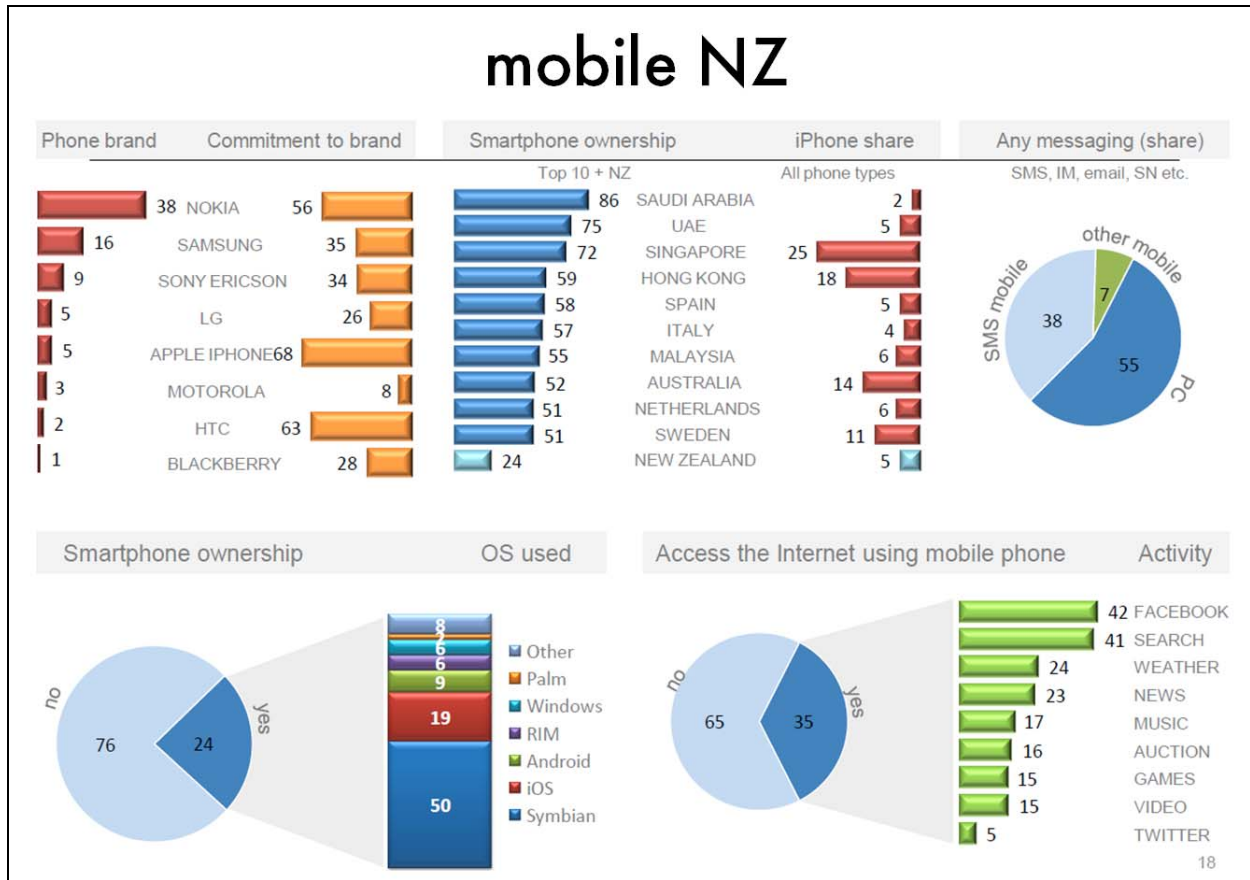 mobile NZ
Phone brand Commitment to brand
38 NOKIA 56
16 SAMSUNG 35
9 SONY ERICSON 34
5 LG 26
5 APPLE IPHONE 68
3 MOTOROLA 8
2 HTC 63
1 BLACKBERRY 28
Smartphone ownership iPhone share
Top 10 + NZ All phone types
86 SAUDI ARABIA 2
75 UAE 5
72 SINGAPORE 25
59 HONG KONG 18
58 SPAIN 5
57 ITALY 4
55 MALAYSIA 6
52 AUSTRALIA 14
51 NETHERLANDS 6
51 SWEDEN 11
24 NEW ZEALAND 5
Any messaging (share)
SMS, IM, email, SN etc.
other mobile
7
SMS mobile
38
55
PC
Smartphone ownership OS used
no
76
24
yes
8
2
6
6
9
19
50
Other
Palm
Windows
RIM
Android
iOS
Symbian
Access the Internet using mobile phone Activity
no
65
35
yes
42 FACEBOOK
41 SEARCH
24 WEATHER
23 NEWS
17 MUSIC
16 AUCTION
15 GAMES
15 VIDEO
5 TWITTER
18